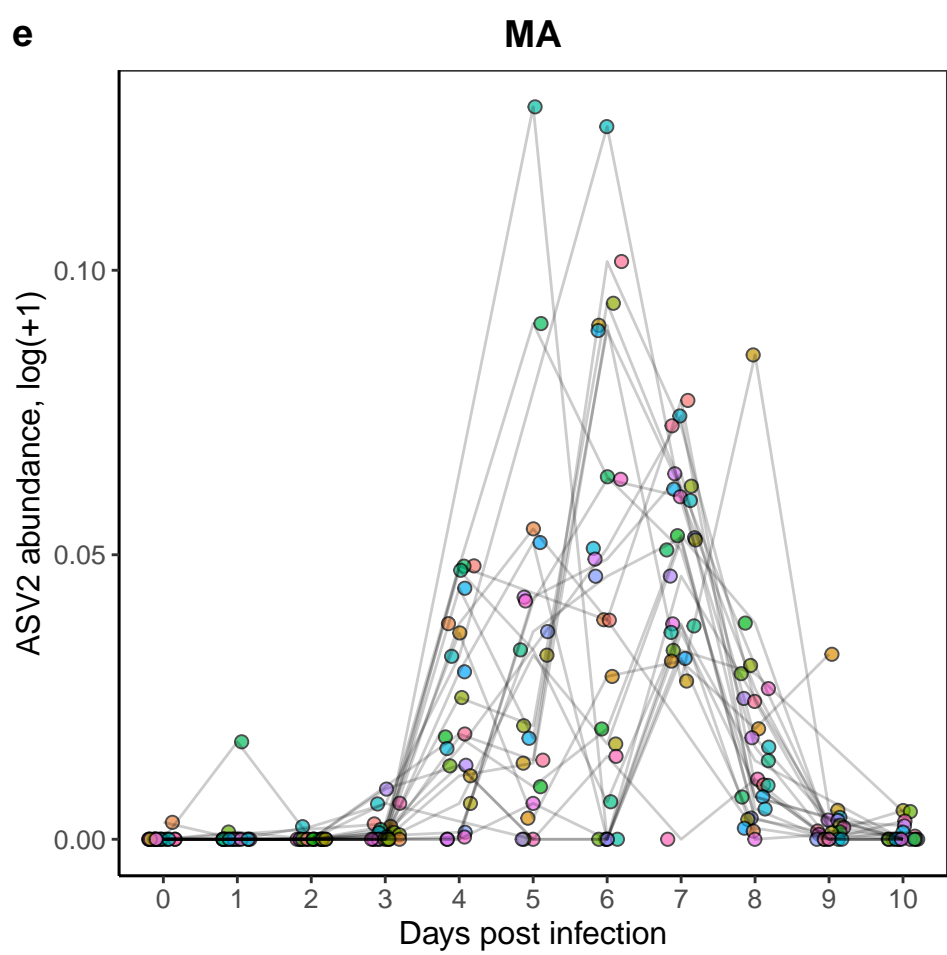 e
MA
ASV2 abundance, log(+1)
0.10
0.05
0.00
0 1 2 3 4 5 6 7 8 9 10
Days post infection